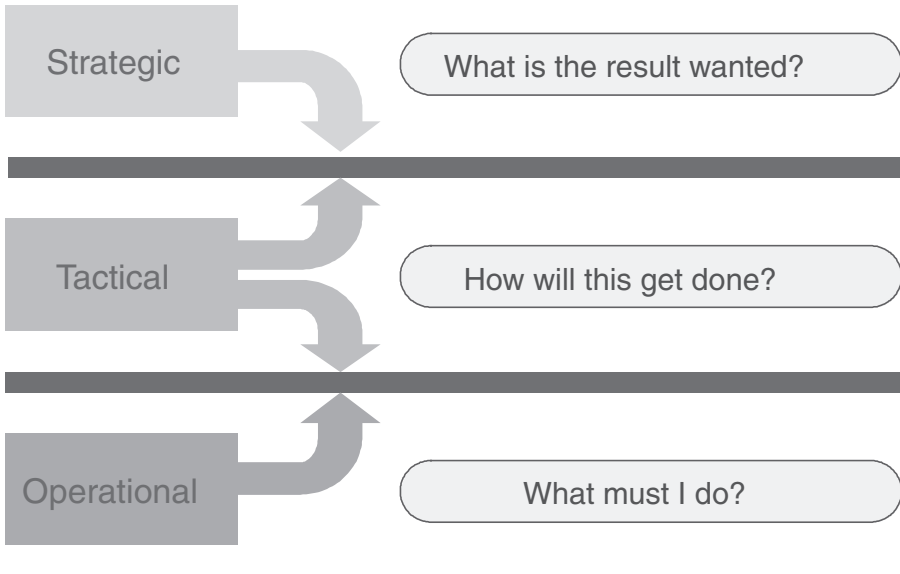 Strategic
What is the result wanted?
Tactical
How will this get done?
Operational
What must I do?